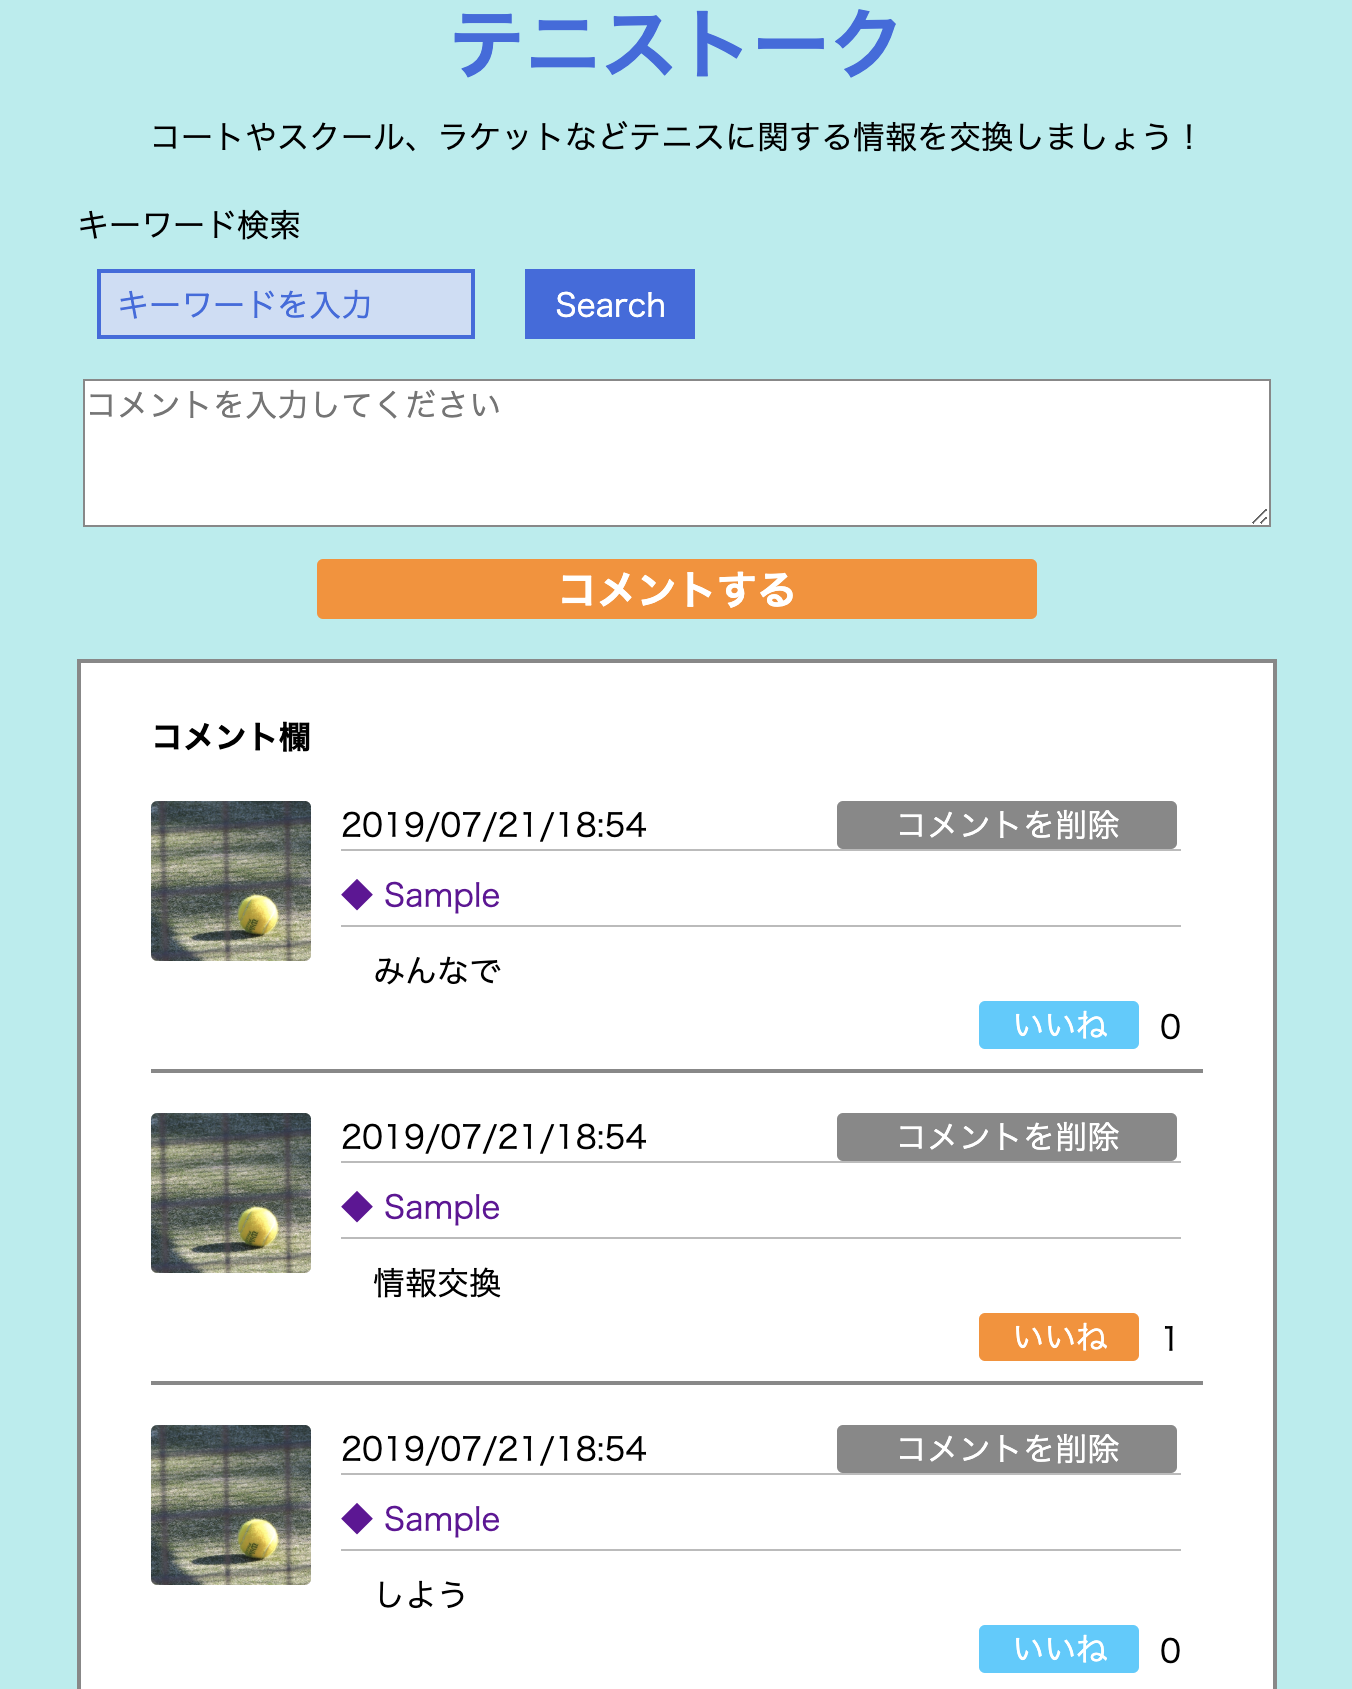 テニストーク
コートやスクール、ラケットなどテニスに関する情報を交換しましょう！
キーワード検索
キーワードを入力
Search
コメントを入力してください
コメントする
コメント欄
2019/07/21/18:54 コメントを削除
◆ Sample
みんなで
いいね 0
2019/07/21/18:54 コメントを削除
◆ Sample
情報交換
いいね 1
2019/07/21/18:54 コメントを削除
◆ Sample
しよう
いいね 0